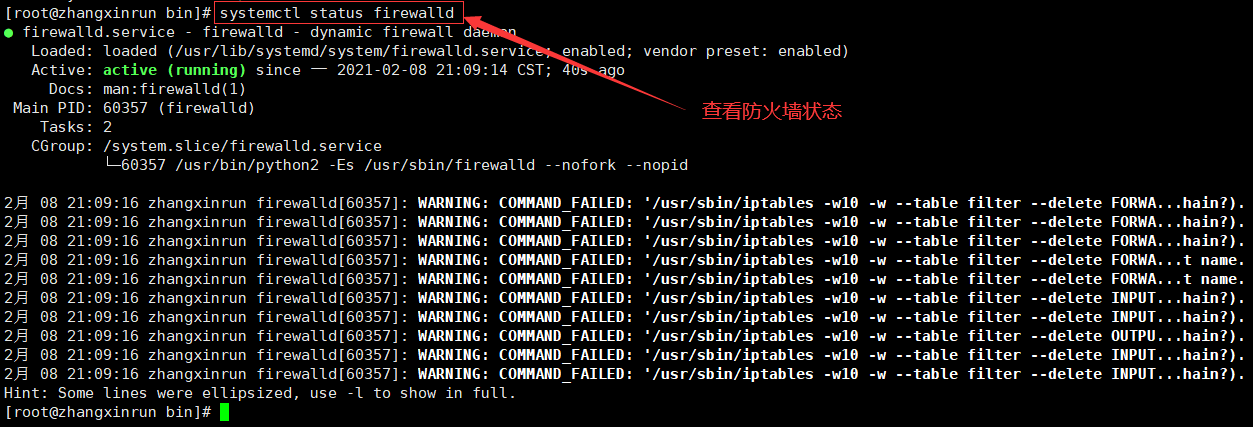 [root@zhangxinrun bin]# systemctl status firewalld
● firewalld.service - firewalld - dynamic firewall daemon
Loaded: loaded (/usr/lib/systemd/system/firewalld.service; enabled; vendor preset: enabled)
Active: active (running) since 一 2021-02-08 21:09:14 CST; 40s ago
Docs: man:firewalld(1)
Main PID: 60357 (firewalld)
查看防火墙状态
Tasks: 2
CGroup: /system.slice/firewalld.service
└─60357 /usr/bin/python2 -Es /usr/sbin/firewalld --nofork --nopid
2月 08 21:09:16 zhangxinrun firewalld[60357]: WARNING: COMMAND_FAILED: '/usr/sbin/iptables -w10 -w --table filter --delete FORWA...hain?).
2月 08 21:09:16 zhangxinrun firewalld[60357]: WARNING: COMMAND_FAILED: '/usr/sbin/iptables -w10 -w --table filter --delete FORWA...hain?).
2月 08 21:09:16 zhangxinrun firewalld[60357]: WARNING: COMMAND_FAILED: '/usr/sbin/iptables -w10 -w --table filter --delete FORWA...hain?).
2月 08 21:09:16 zhangxinrun firewalld[60357]: WARNING: COMMAND_FAILED: '/usr/sbin/iptables -w10 -w --table filter --delete FORWA...t name.
2月 08 21:09:16 zhangxinrun firewalld[60357]: WARNING: COMMAND_FAILED: '/usr/sbin/iptables -w10 -w --table filter --delete FORWA...t name.
2月 08 21:09:16 zhangxinrun firewalld[60357]: WARNING: COMMAND_FAILED: '/usr/sbin/iptables -w10 -w --table filter --delete INPUT...hain?).
2月 08 21:09:16 zhangxinrun firewalld[60357]: WARNING: COMMAND_FAILED: '/usr/sbin/iptables -w10 -w --table filter --delete INPUT...hain?).
2月 08 21:09:16 zhangxinrun firewalld[60357]: WARNING: COMMAND_FAILED: '/usr/sbin/iptables -w10 -w --table filter --delete OUTPU...hain?).
2月 08 21:09:16 zhangxinrun firewalld[60357]: WARNING: COMMAND_FAILED: '/usr/sbin/iptables -w10 -w --table filter --delete INPUT...hain?).
2月 08 21:09:16 zhangxinrun firewalld[60357]: WARNING: COMMAND_FAILED: '/usr/sbin/iptables -w10 -w --table filter --delete INPUT...hain?).
Hint: Some lines were ellipsized, use -l to show in full.
[root@zhangxinrun bin]#